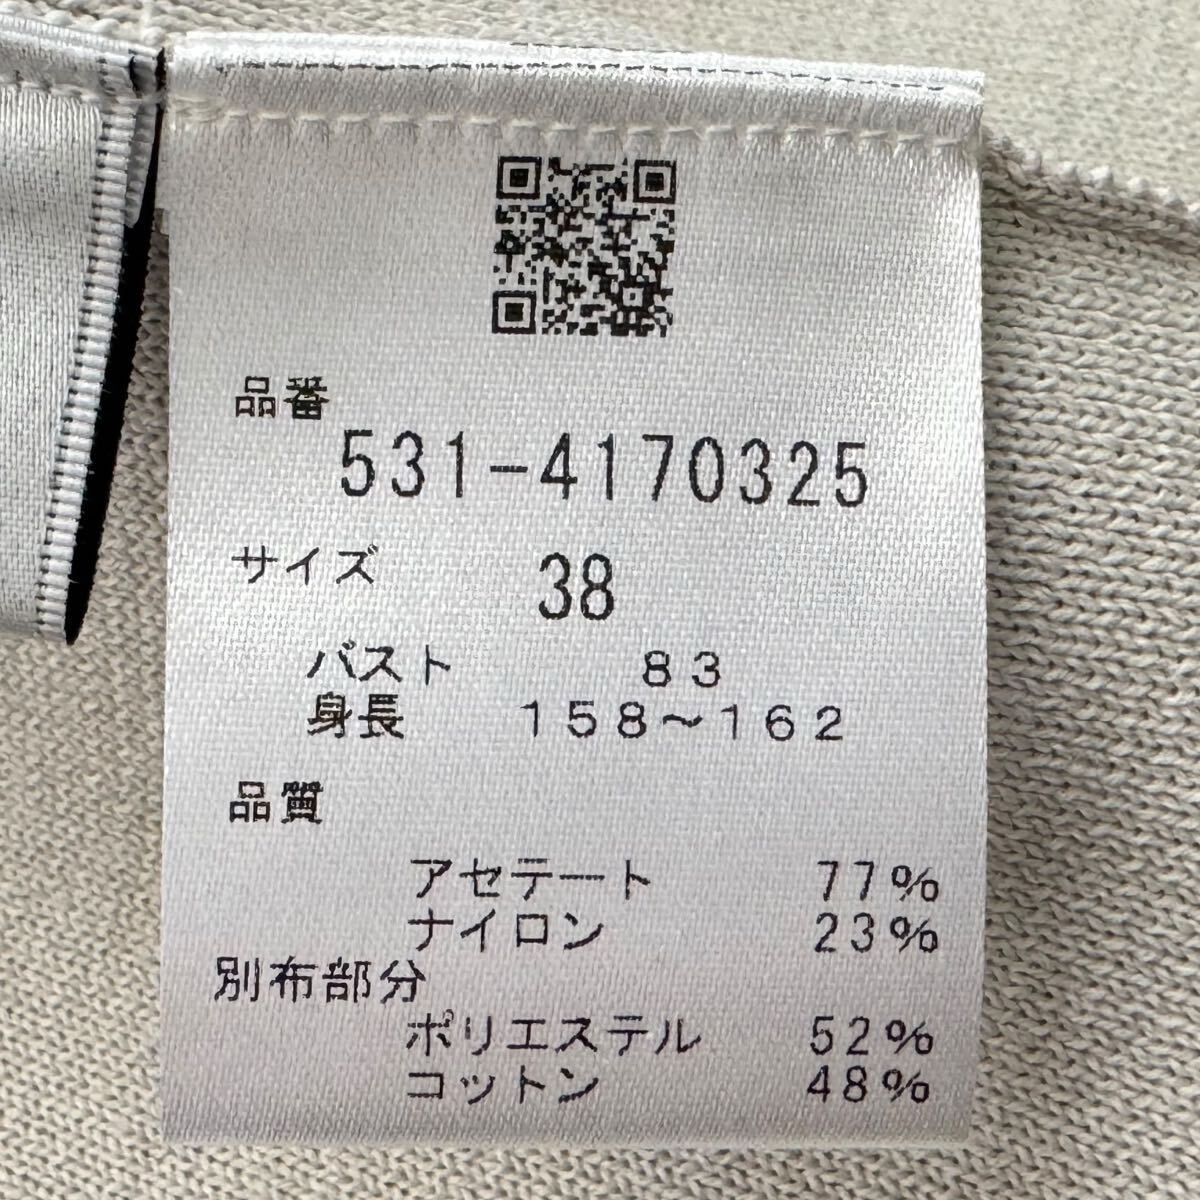 品番
531-4170325
サイズ 38
バスト 83
身長 158～162
品質
アセテート 77%
ナイロン 23%
別布部分
ポリエステル 52%
コットン 48%